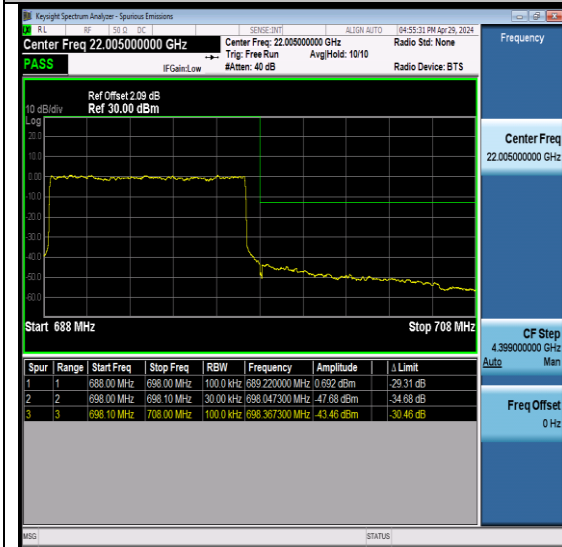 Keysight Spectrum Analyzer - Spurious Emissions
RL RF 50 Ω DC SENSE:INT ALIGN AUTO 04:55:31 PM Apr 29, 2024
Center Freq 22.005000000 GHz Center Freq: 22.005000000 GHz Radio Std: None
Trig: Free Run Avg|Hold: 10/10
PASS IFGain:Low #Atten: 40 dB Radio Device: BTS
Frequency
Ref Offset 2.09 dB
10 dB/div Ref 30.00 dBm
Log
20.0
10.0
0.00
-10.0
-20.0
-30.0
-40.0
-50.0
-60.0
Start 688 MHz Stop 708 MHz
Center Freq
22.005000000 GHz
CF Step
4.399000000 GHz
Auto Man
Freq Offset
0 Hz
Spur Range Start Freq Stop Freq RBW Frequency Amplitude Δ Limit
1 1 688.00 MHz 698.00 MHz 100.0 kHz 689.220000 MHz 0.692 dBm -29.31 dB
2 2 698.00 MHz 698.10 MHz 30.00 kHz 698.047300 MHz -47.68 dBm -34.68 dB
3 3 698.10 MHz 708.00 MHz 100.0 kHz 698.367300 MHz -43.46 dBm -30.46 dB
MSG STATUS